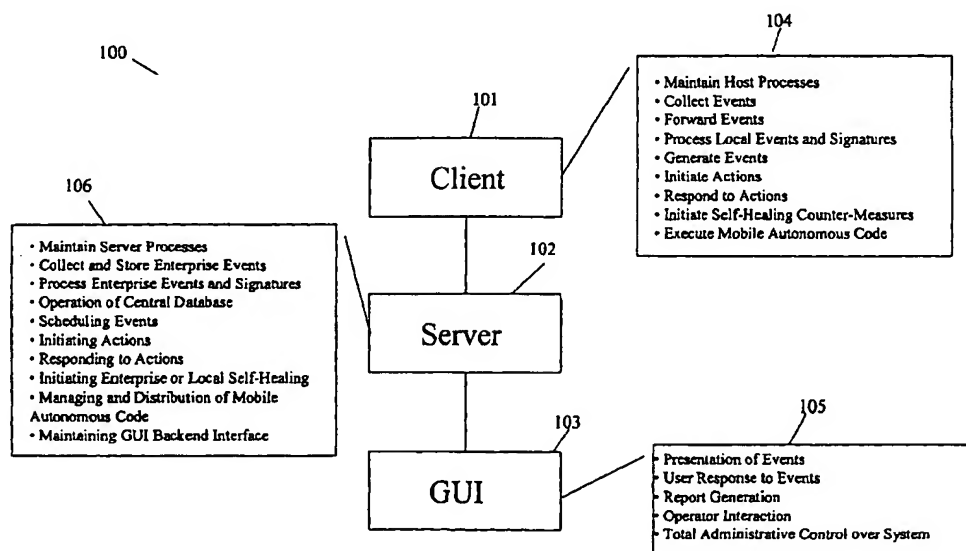 100
104
• Maintain Host Processes
• Collect Events
• Forward Events
• Process Local Events and Signatures
• Generate Events
• Initiate Actions
• Respond to Actions
• Initiate Self-Healing Counter-Measures
• Execute Mobile Autonomous Code
101
Client
106
• Maintain Server Processes
• Collect and Store Enterprise Events
• Process Enterprise Events and Signatures
• Operation of Central Database
• Scheduling Events
• Initiating Actions
• Responding to Actions
• Initiating Enterprise or Local Self-Healing
• Managing and Distribution of Mobile
Autonomous Code
• Maintaining GUI Backend Interface
102
Server
103
GUI
105
• Presentation of Events
• User Response to Events
• Report Generation
• Operator Interaction
• Total Administrative Control over System